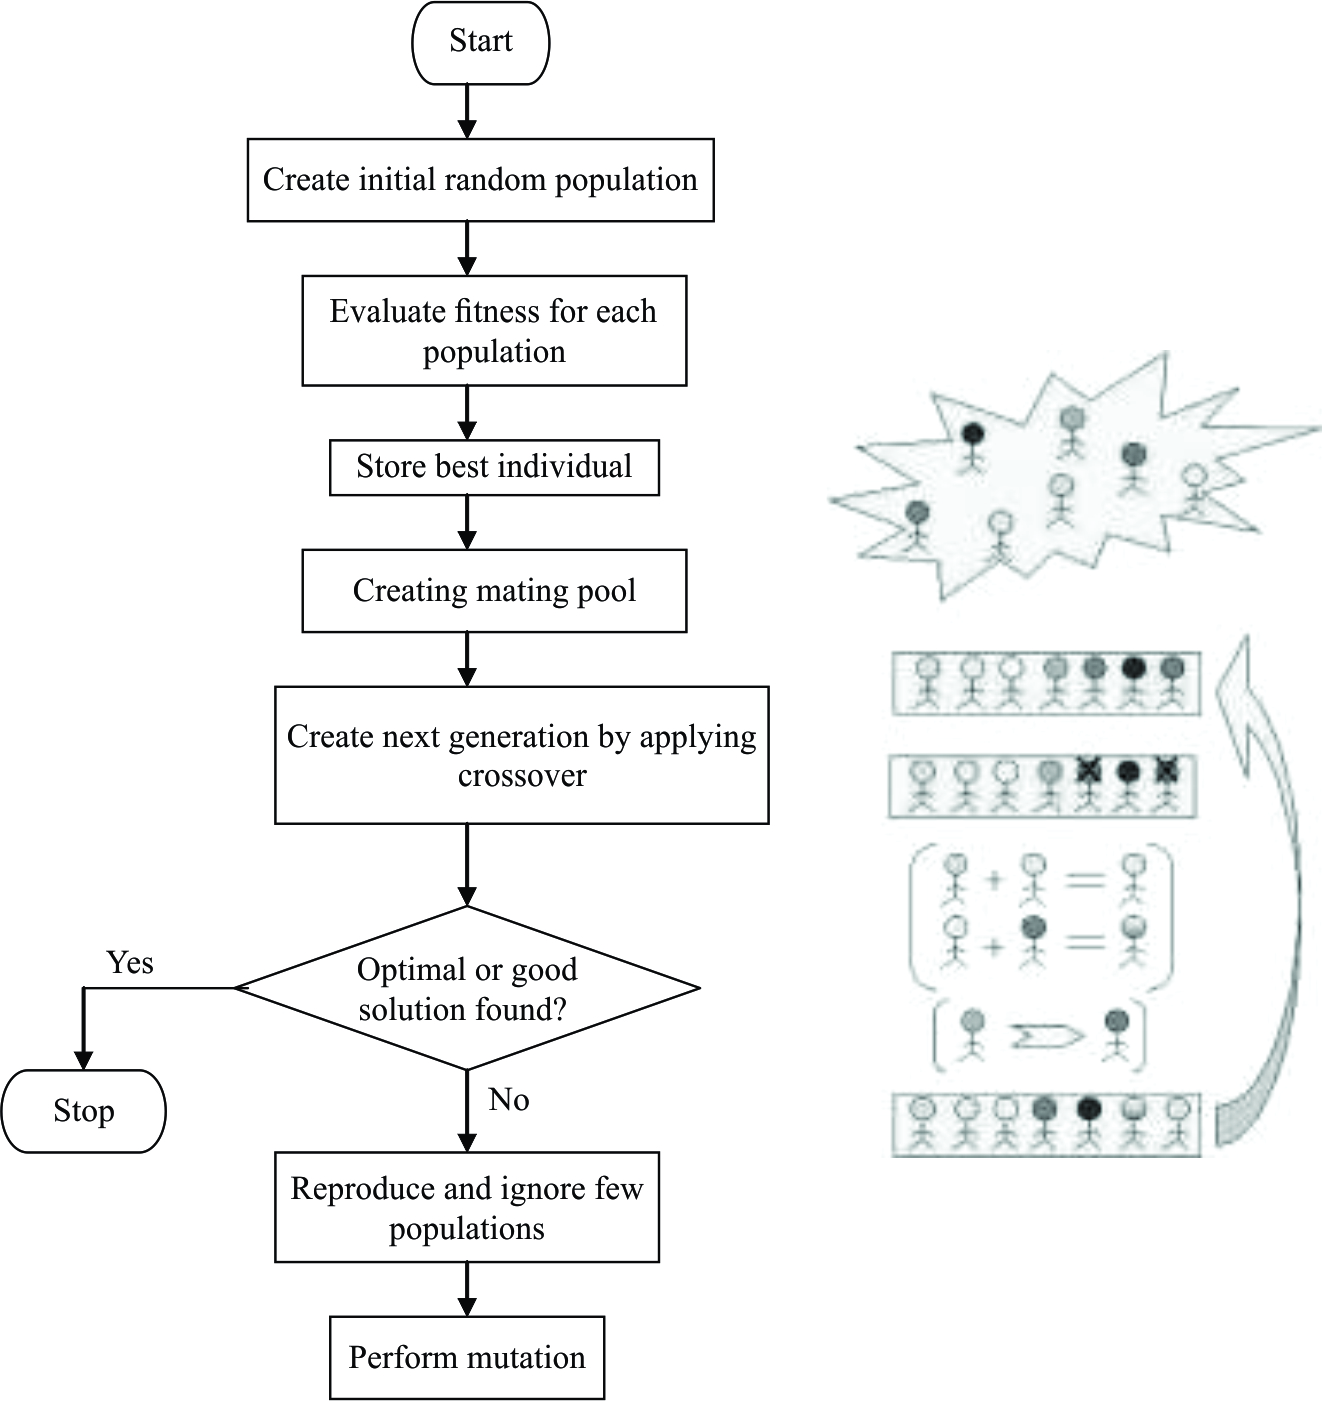 Start
Create initial random population
Evaluate fitness for each
population
Store best individual
Creating mating pool
Create next generation by applying
crossover
Optimal or good
solution found?
Yes
Stop
No
Reproduce and ignore few
populations
Perform mutation